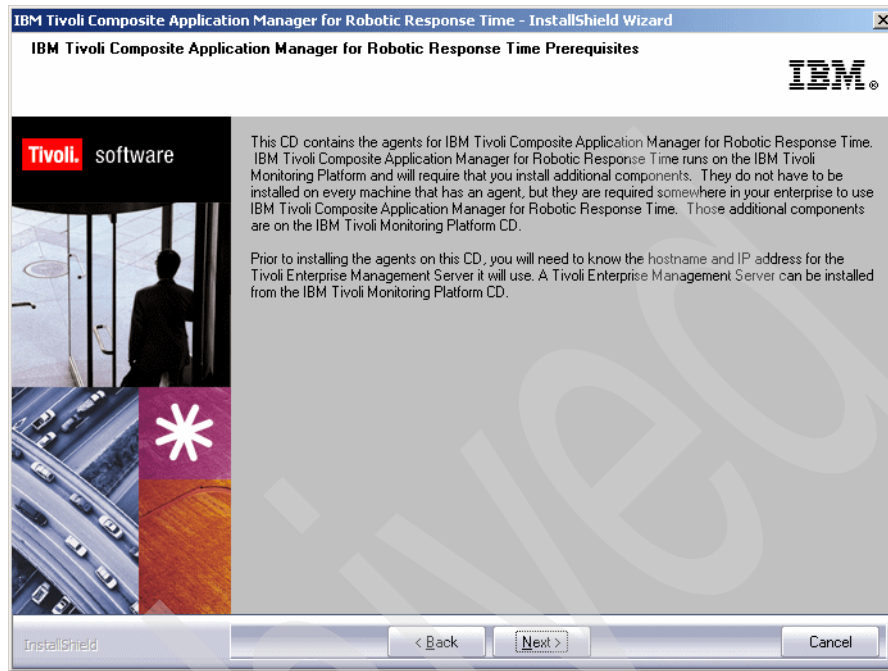 IBM Tivoli Composite Application Manager for Robotic Response Time - InstallShield Wizard
IBM Tivoli Composite Application Manager for Robotic Response Time Prerequisites
IBM®
Tivoli. software
This CD contains the agents for IBM Tivoli Composite Application Manager for Robotic Response Time.
IBM Tivoli Composite Application Manager for Robotic Response Time runs on the IBM Tivoli
Monitoring Platform and will require that you install additional components. They do not have to be
installed on every machine that has an agent, but they are required somewhere in your enterprise to use
IBM Tivoli Composite Application Manager for Robotic Response Time. Those additional components
are on the IBM Tivoli Monitoring Platform CD.
Prior to installing the agents on this CD, you will need to know the hostname and IP address for the
Tivoli Enterprise Management Server it will use. A Tivoli Enterprise Management Server can be installed
from the IBM Tivoli Monitoring Platform CD.
InstallShield
< Back
Next >
Cancel